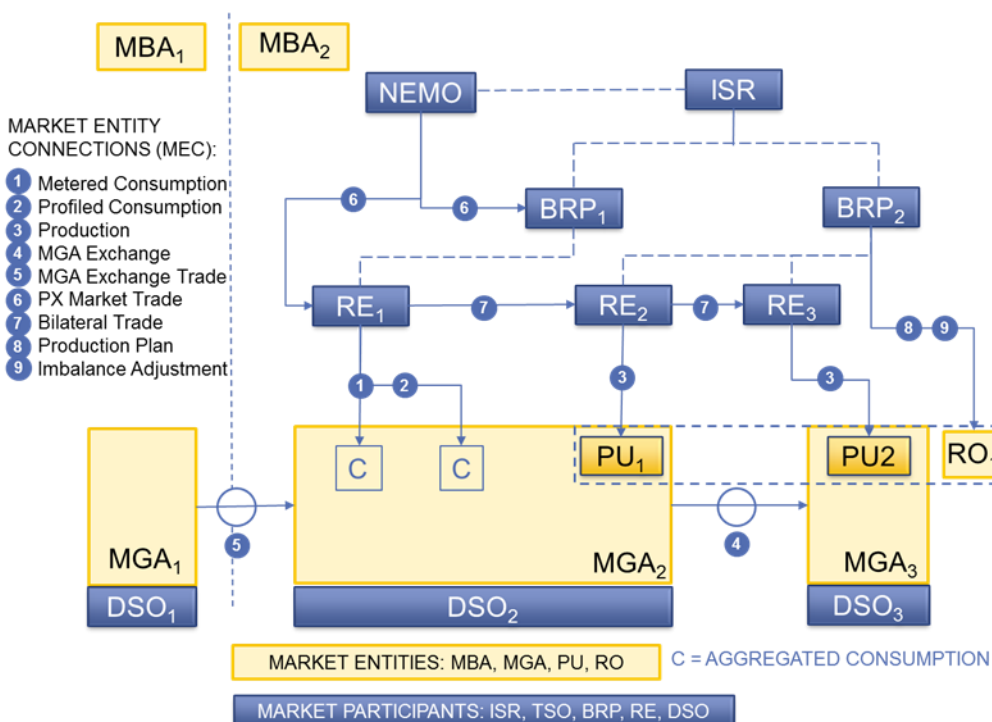 MBA₁
MBA₂
NEMO
ISR
MARKET ENTITY
CONNECTIONS (MEC):
1 Metered Consumption
2 Profiled Consumption
3 Production
4 MGA Exchange
5 MGA Exchange Trade
6 PX Market Trade
7 Bilateral Trade
8 Production Plan
9 Imbalance Adjustment
6
6
BRP₁
BRP₂
RE₁
7
RE₂
7
RE₃
8
9
1
2
3
3
C
C
PU₁
PU2
RO
5
4
MGA₁
MGA₂
MGA₃
DSO₁
DSO₂
DSO₃
MARKET ENTITIES: MBA, MGA, PU, RO
C = AGGREGATED CONSUMPTION
MARKET PARTICIPANTS: ISR, TSO, BRP, RE, DSO